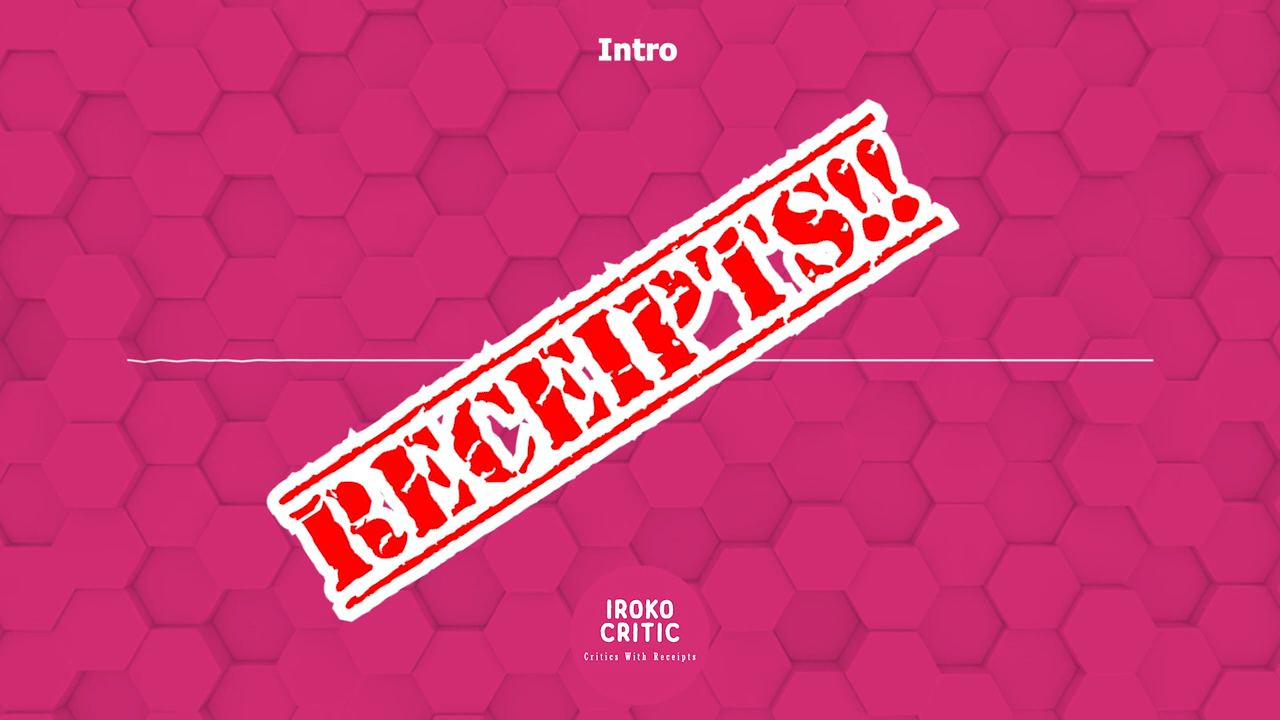 Intro
RECEIPTS!!
IROKO
CRITIC
Critics With Receipts